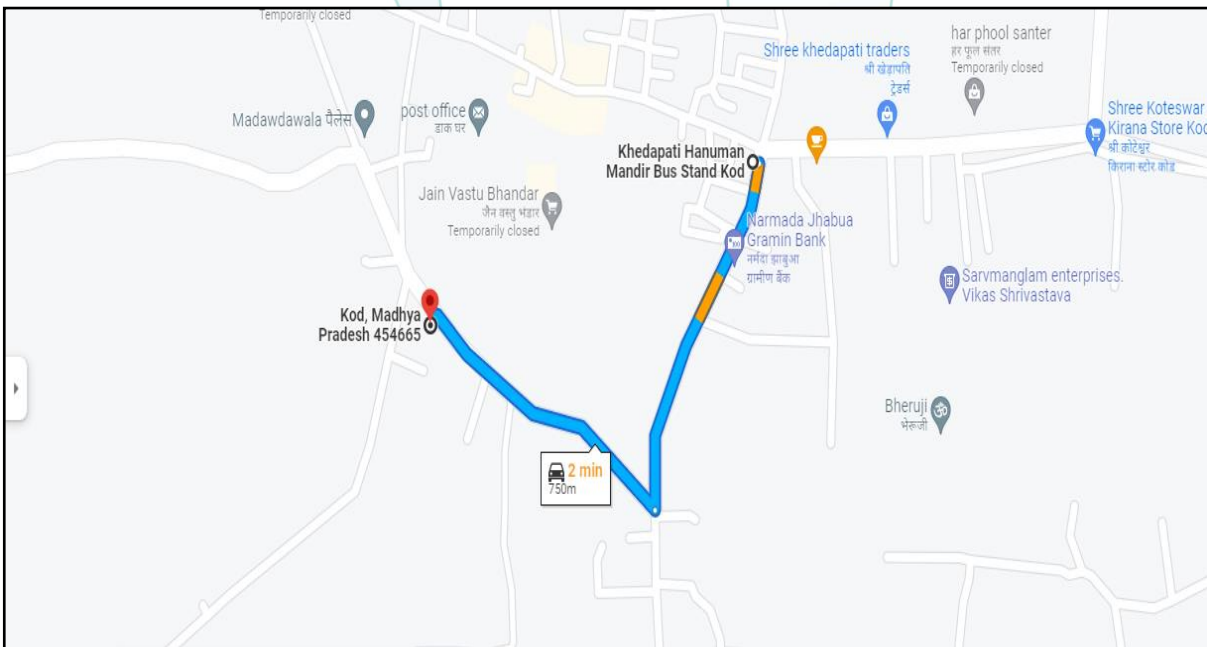 Temporarily closed
har phool santer
हर फूल संतर
Temporarily closed
Shree khedapati traders
श्री खेडापति
ट्रेडर्स
Shree Koteswar
Kirana Store Kod
श्री कोटेश्वर
किराना स्टोर कोड
Madawdawala पैलेस
post office
डाक घर
Khedapati Hanuman
Mandir Bus Stand Kod
Jain Vastu Bhandar
जैन वस्तु भंडार
Temporarily closed
Narmada Jhabua
Gramin Bank
नर्मदा झाबुआ
ग्रामीण बैंक
Sarvmanglam enterprises.
Vikas Shrivastava
Kod, Madhya
Pradesh 454665
Bheruji
भेरूजी
2 min
750m